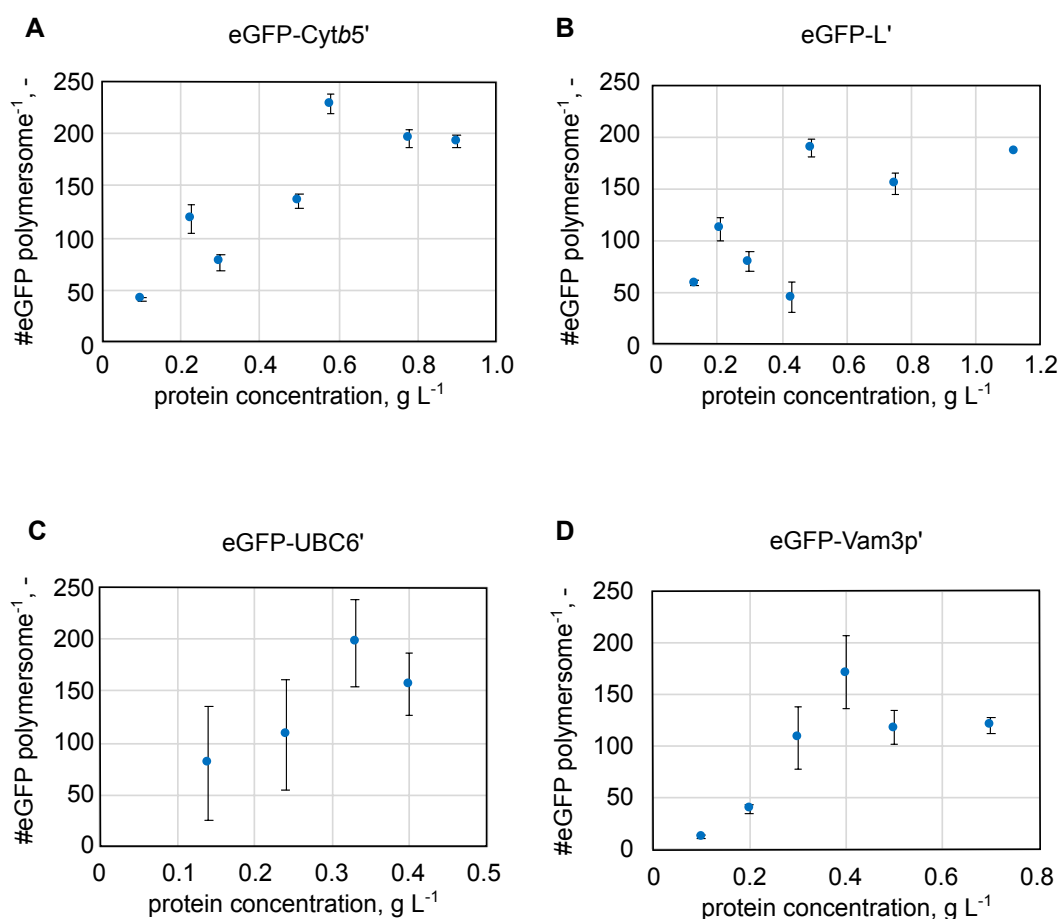 A
eGFP-Cytb5'
#eGFP polymersome⁻¹, -
250
200
150
100
50
0
0 0.2 0.4 0.6 0.8 1.0
protein concentration, g L⁻¹
B
eGFP-L'
#eGFP polymersome⁻¹, -
250
200
150
100
50
0
0 0.2 0.4 0.6 0.8 1.0 1.2
protein concentration, g L⁻¹
C
eGFP-UBC6'
#eGFP polymersome⁻¹, -
250
200
150
100
50
0
0 0.1 0.2 0.3 0.4 0.5
protein concentration, g L⁻¹
D
eGFP-Vam3p'
#eGFP polymersome⁻¹, -
250
200
150
100
50
0
0 0.2 0.4 0.6 0.8
protein concentration, g L⁻¹